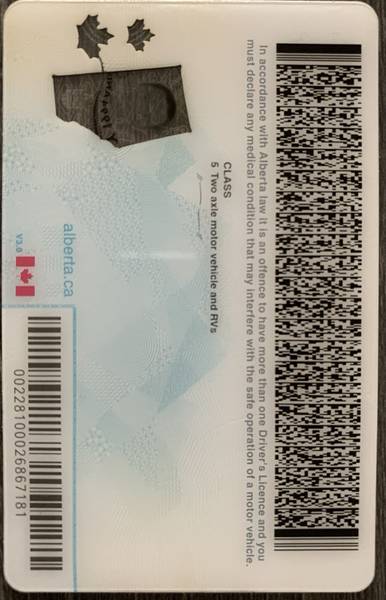 In accordance with Alberta law it is an offence to have more than one Driver's Licence and you
must declare any medical condition that may interfere with the safe operation of a motor vehicle.
CLASS
5 Two axle motor vehicle and RVs
alberta.ca
V3.0
00228100026867181